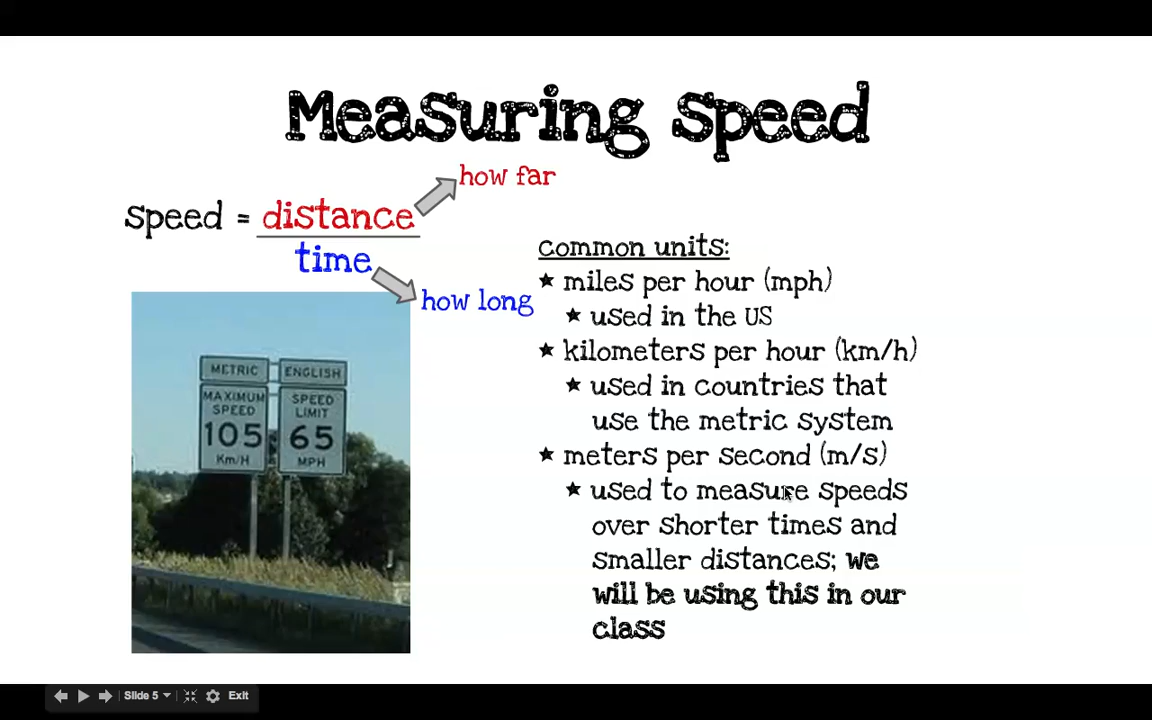 Measuring Speed
how far
speed = distance
time
how long
common units:
★ miles per hour (mph)
★ used in the US
★ kilometers per hour (km/h)
★ used in countries that
use the metric system
★ meters per second (m/s)
★ used to measure speeds
over shorter times and
smaller distances; we
will be using this in our
class
METRIC
MAXIMUM
SPEED
105
Km/H
ENGLISH
SPEED
LIMIT
65
MPH
Slide 5
Exit